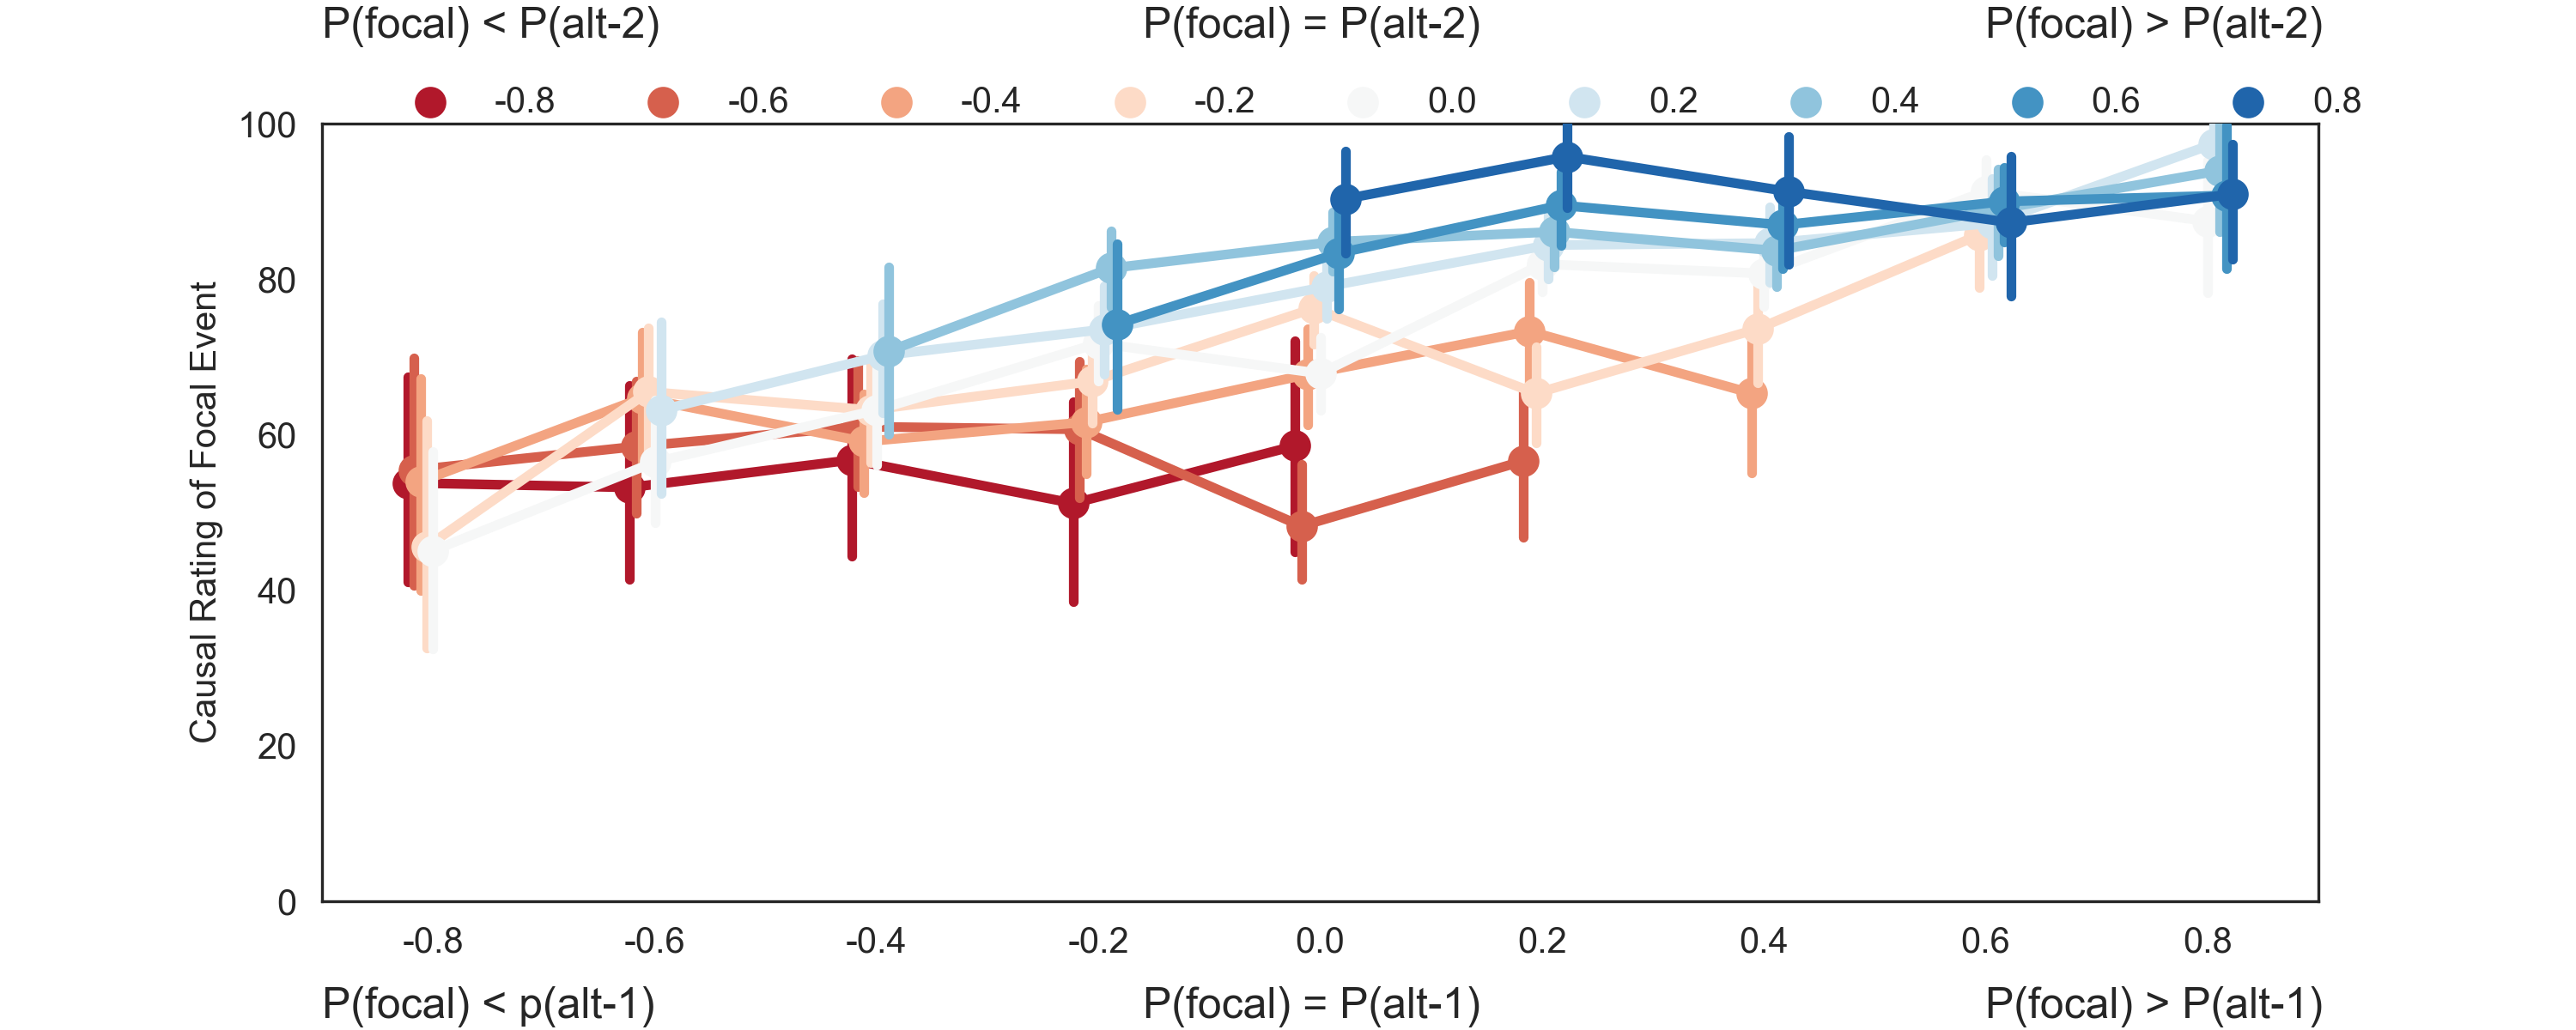 P(focal) < P(alt-2) P(focal) = P(alt-2) P(focal) > P(alt-2)
-0.8 -0.6 -0.4 -0.2 0.0 0.2 0.4 0.6 0.8
100
80
60
40
20
0
Causal Rating of Focal Event
-0.8 -0.6 -0.4 -0.2 0.0 0.2 0.4 0.6 0.8
P(focal) < p(alt-1) P(focal) = P(alt-1) P(focal) > P(alt-1)